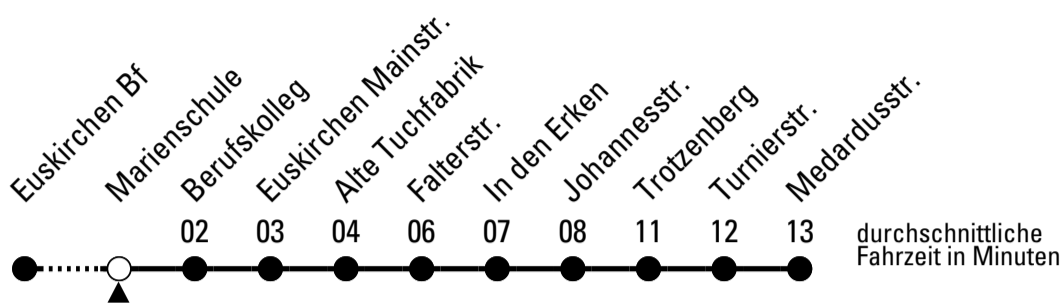 Euskirchen Bf
Marienschule
Berufskolleg
Euskirchen Mainstr.
Alte Tuchfabrik
Falterstr.
In den Erken
Johannesstr.
Trotzenberg
Turnierstr.
Medardusstr.
02 03 04 06 07 08 11 12 13
durchschnittliche
Fahrzeit in Minuten